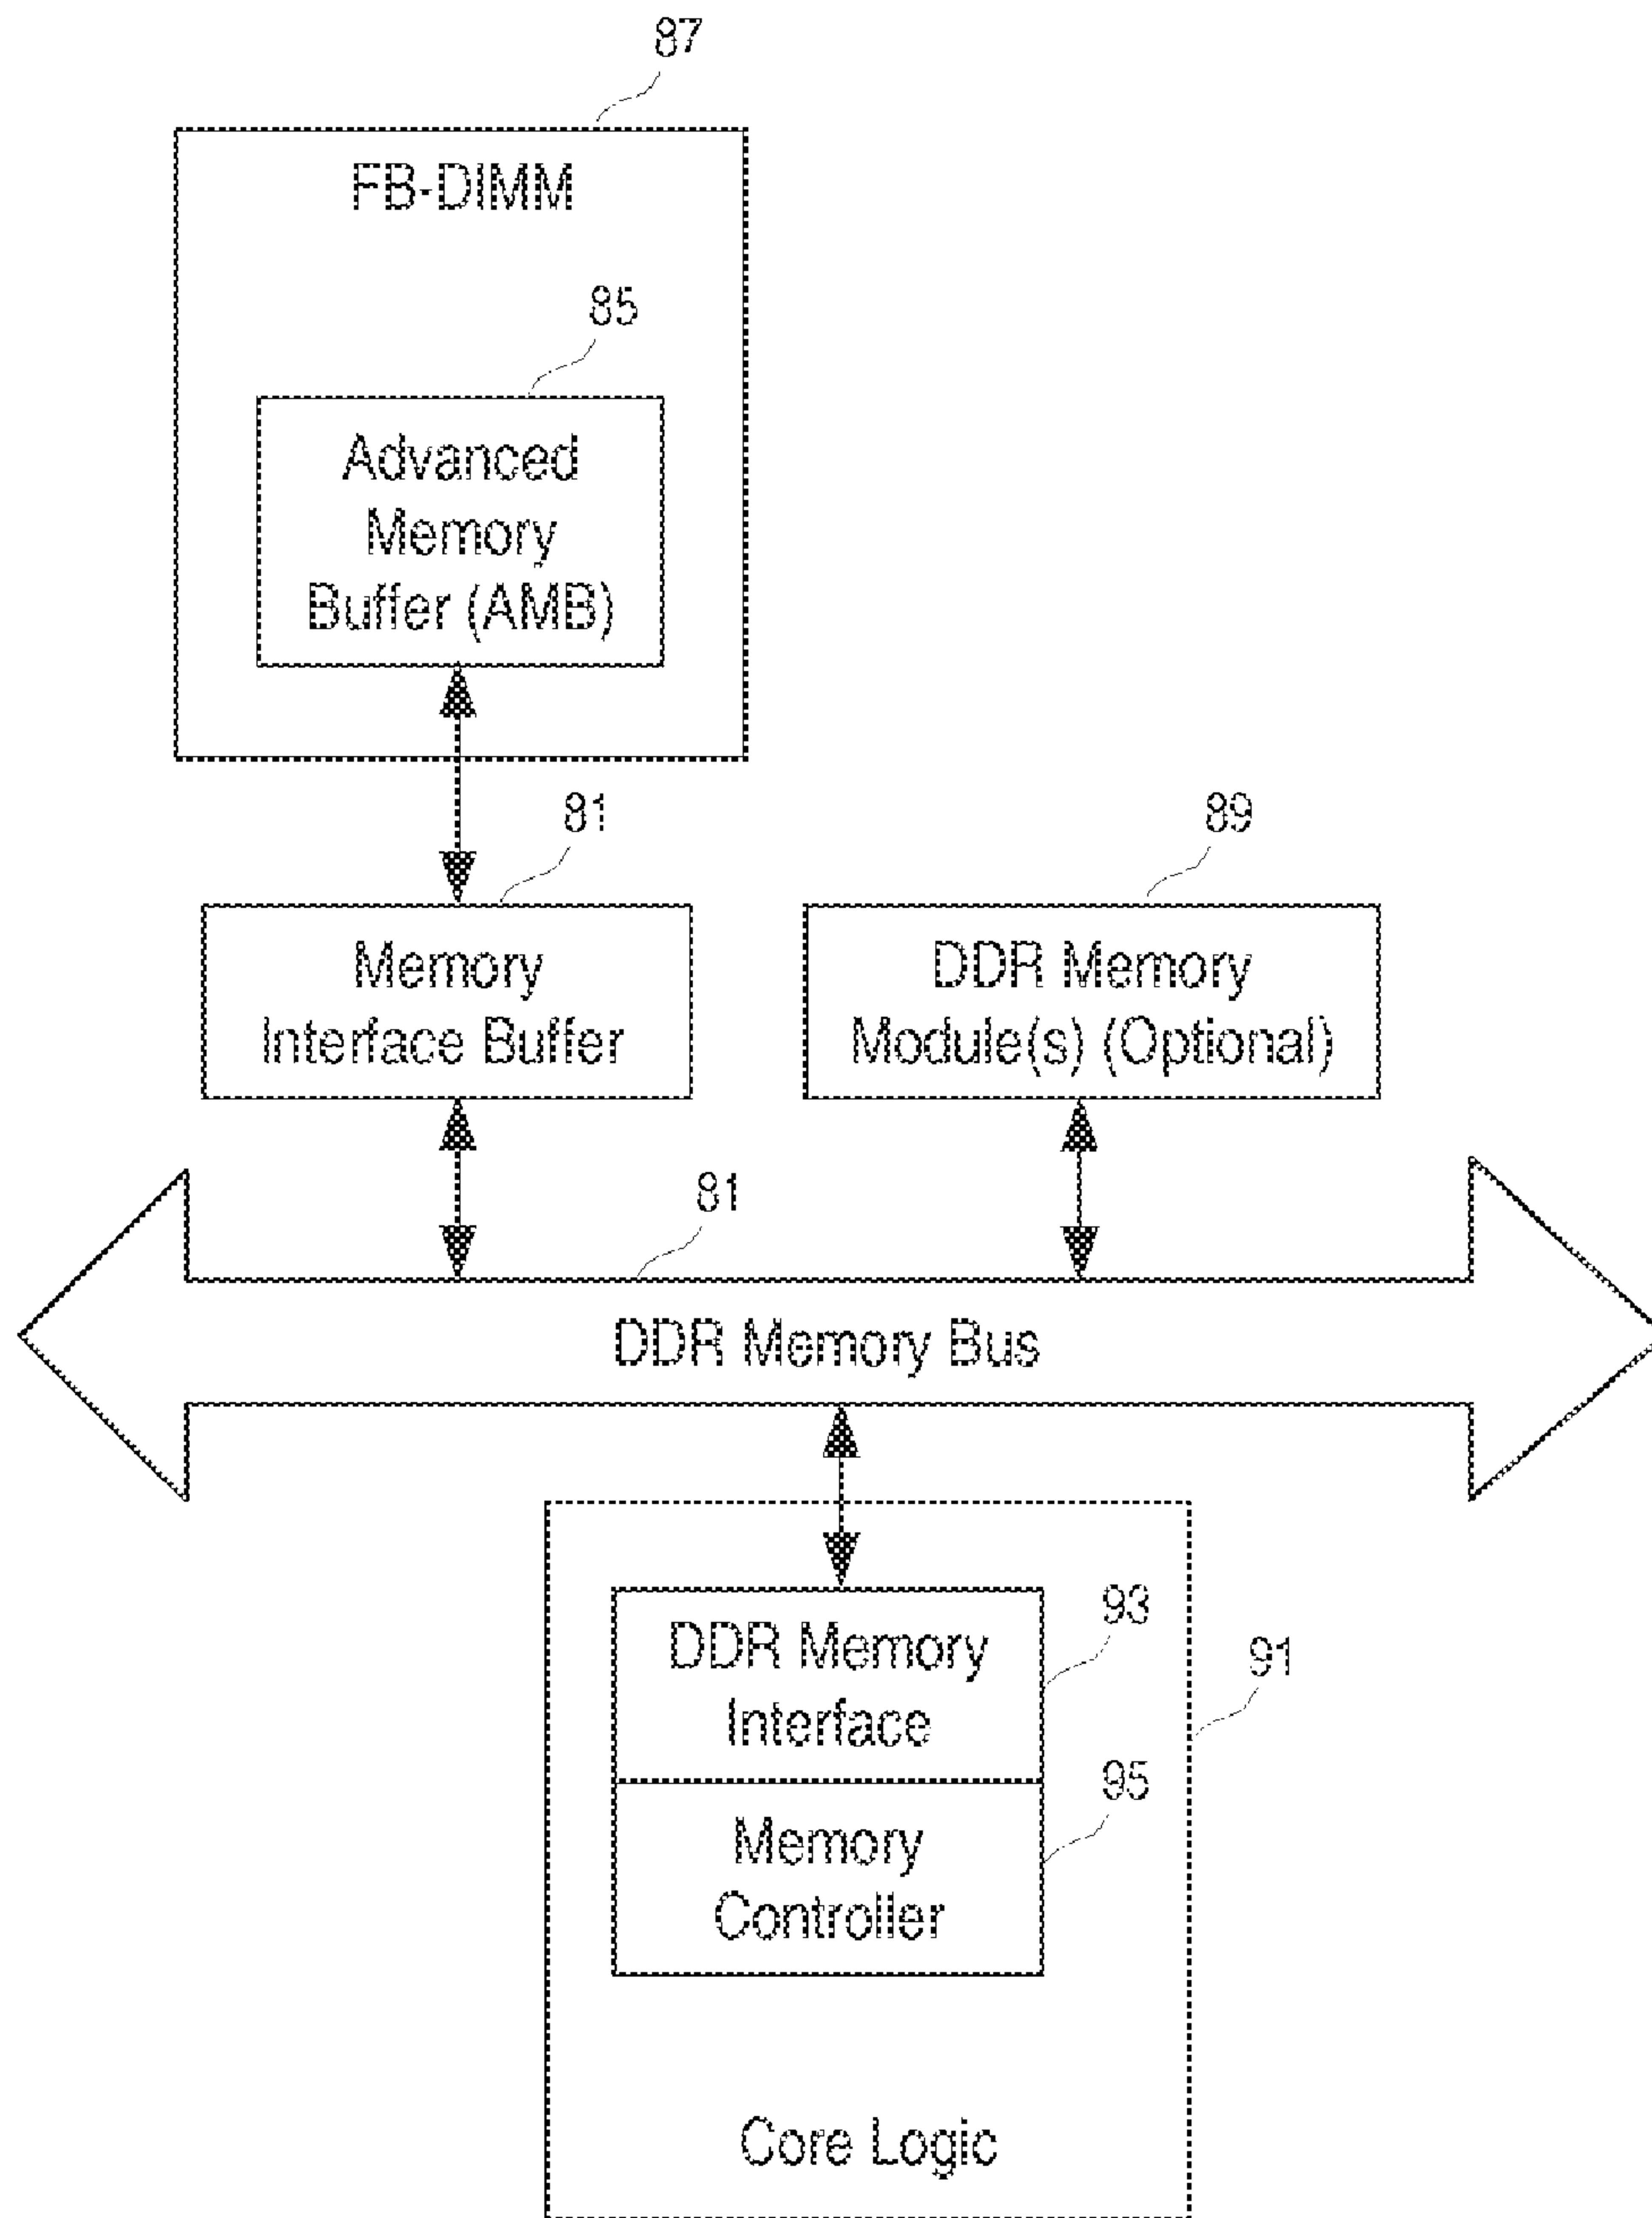 87
FB-DIMM
85
Advanced
Memory
Buffer (AMB)
81
89
Memory
Interface Buffer
DDR Memory
Module(s) (Optional)
81
DDR Memory Bus
93
DDR Memory
Interface
91
95
Memory
Controller
Core Logic